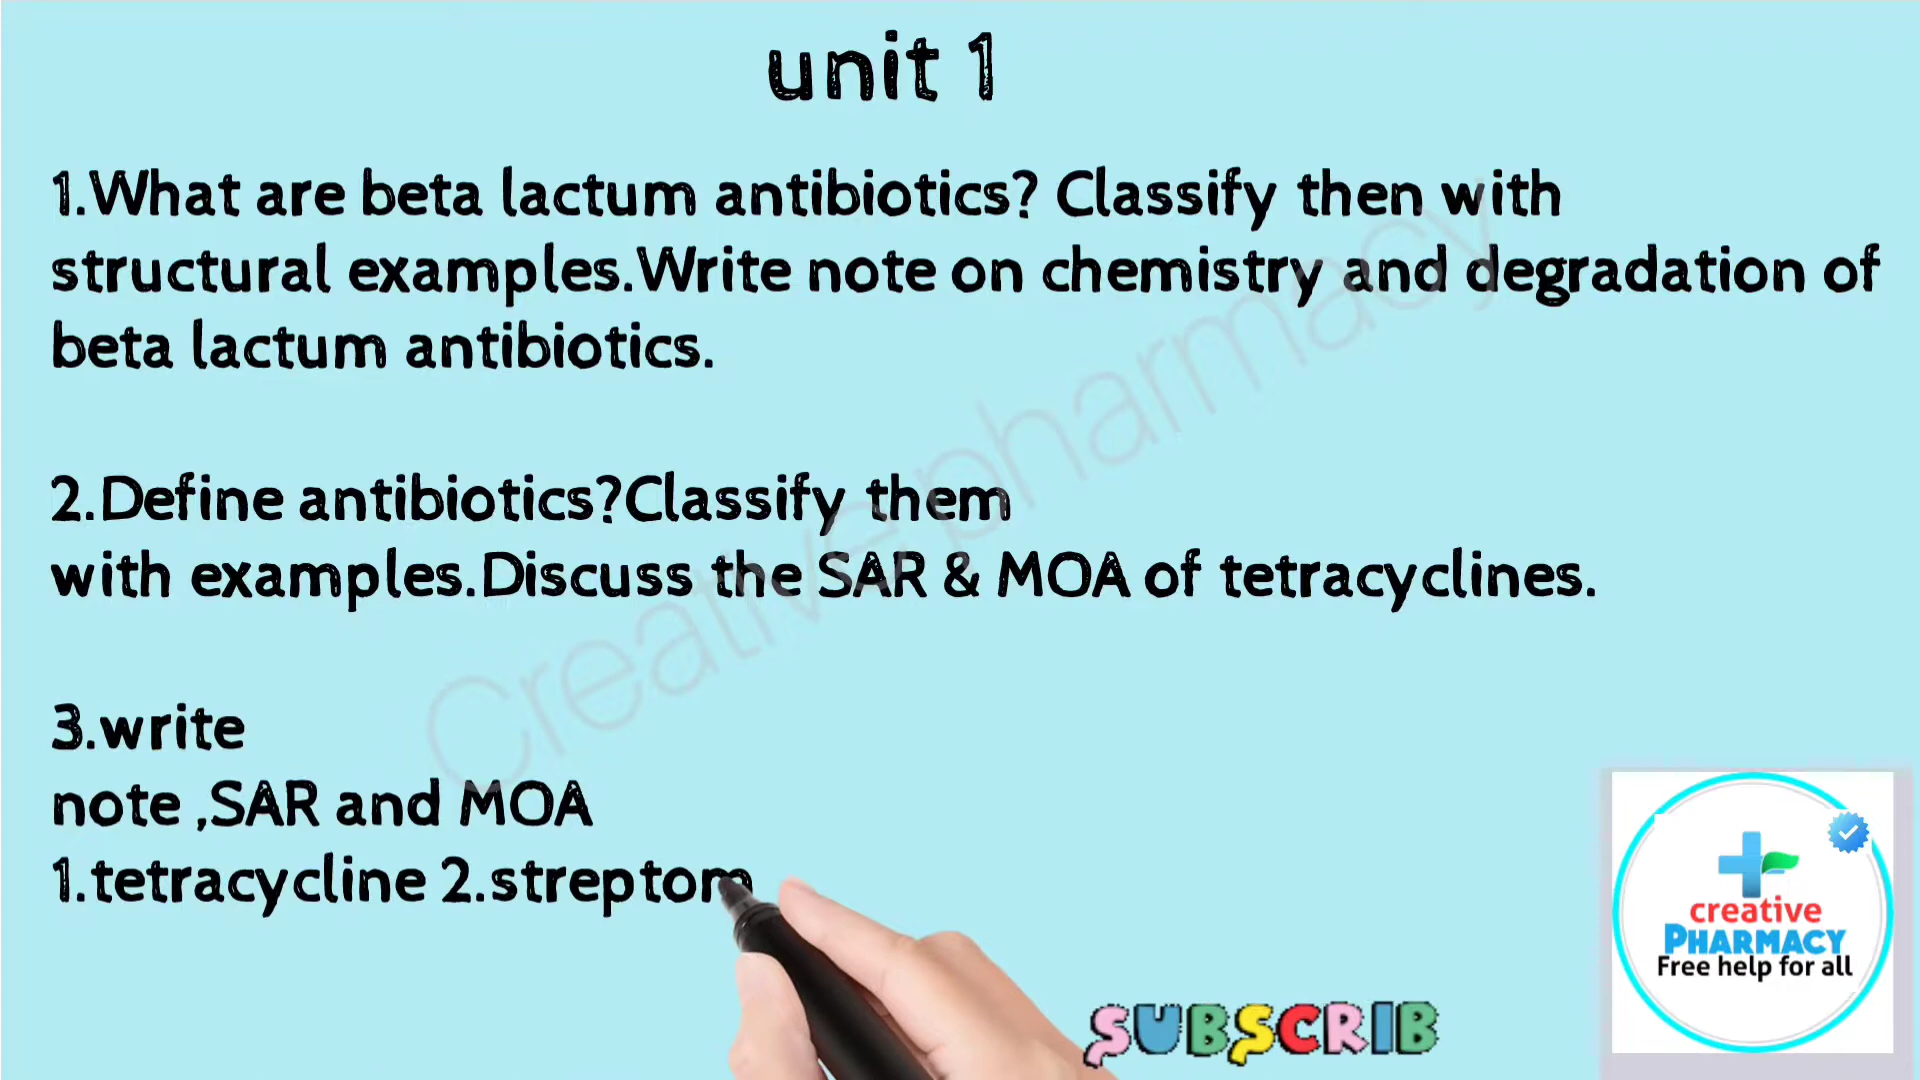 unit 1
1.What are beta lactum antibiotics? Classify then with
structural examples.Write note on chemistry and degradation of
beta lactum antibiotics.
2.Define antibiotics?Classify them
with examples.Discuss the SAR & MOA of tetracyclines.
3.write
note ,SAR and MOA
1.tetracycline 2.streptom
Creative pharmacy
creative
PHARMACY
Free help for all
SUBSCRIB